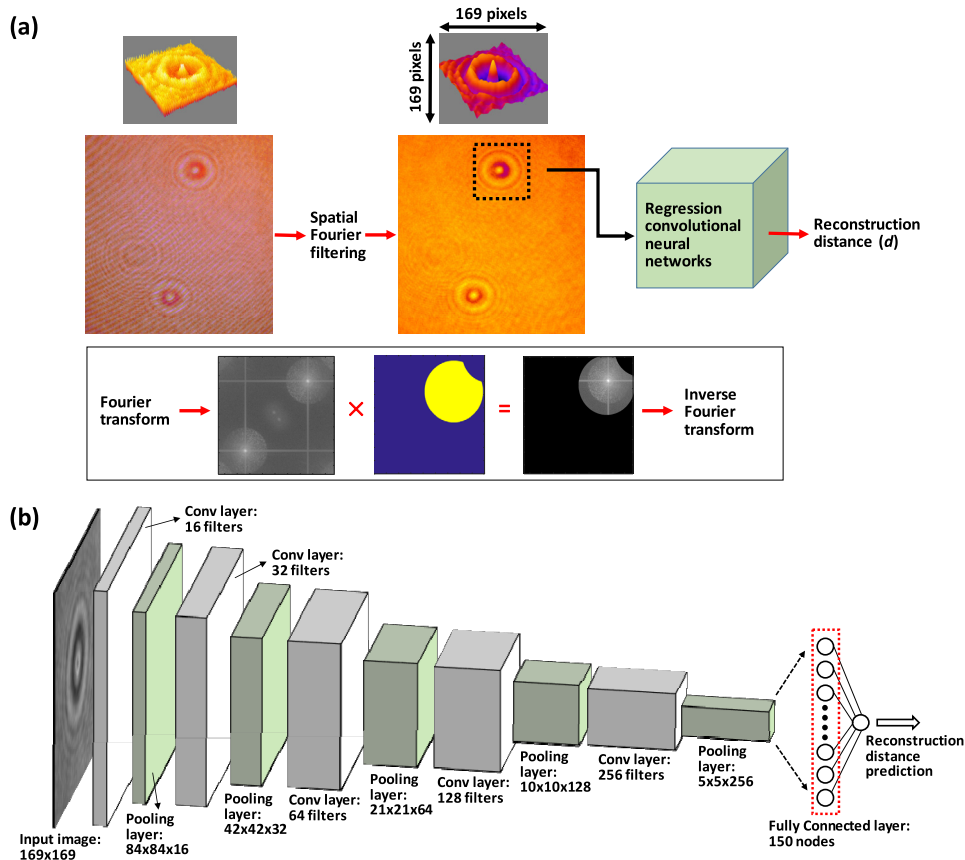 (a)
169 pixels
169 pixels
Spatial
Fourier
filtering
Regression
convolutional
neural
networks
Reconstruction
distance (d)
Fourier
transform
×
=
Inverse
Fourier
transform
(b)
Conv layer:
16 filters
Conv layer:
32 filters
Input image:
169x169
Pooling
layer:
84x84x16
Pooling
layer:
42x42x32
Conv layer:
64 filters
Pooling
layer:
21x21x64
Conv layer:
128 filters
Pooling
layer:
10x10x128
Conv layer:
256 filters
Pooling
layer:
5x5x256
Fully Connected layer:
150 nodes
Reconstruction
distance
prediction